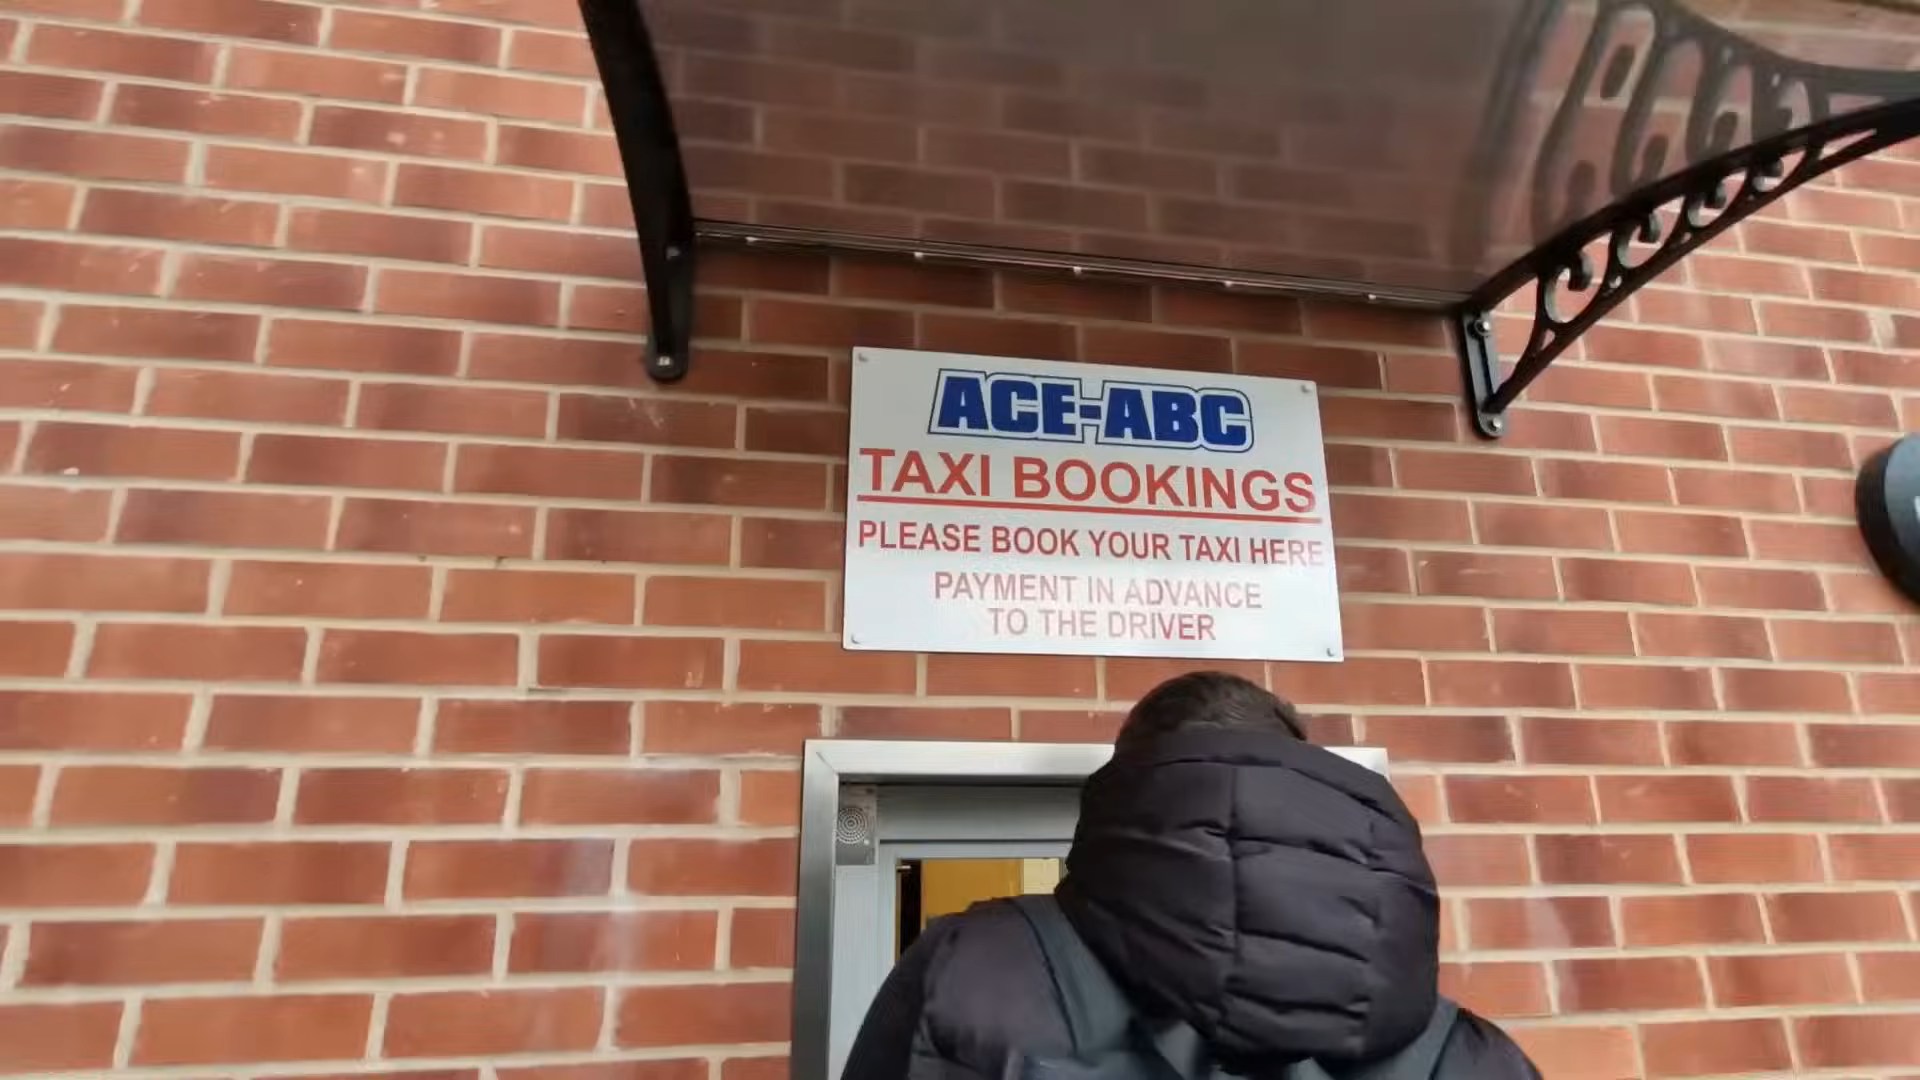 ACE-ABC
TAXI BOOKINGS
PLEASE BOOK YOUR TAXI HERE
PAYMENT IN ADVANCE
TO THE DRIVER